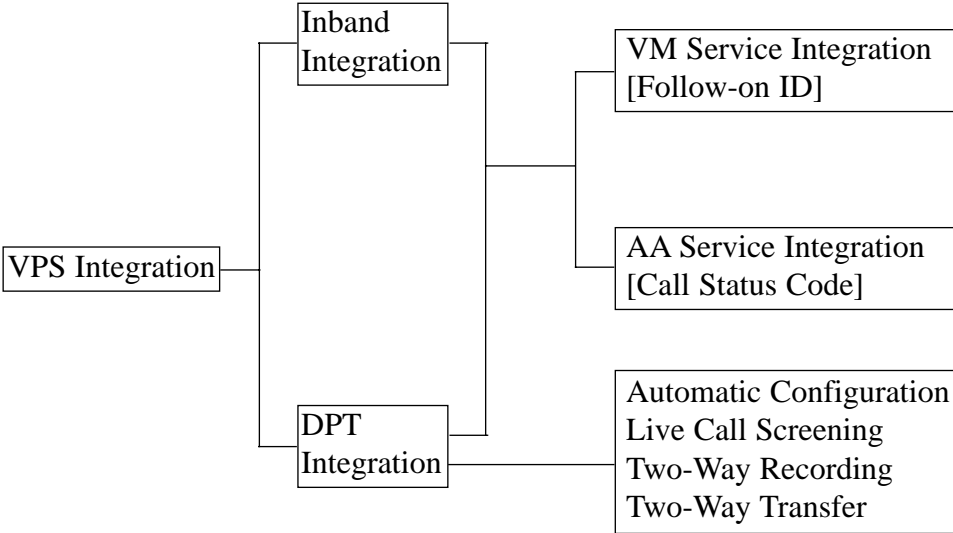 Inband
Integration
VM Service Integration
[Follow-on ID]
VPS Integration
AA Service Integration
[Call Status Code]
DPT
Integration
Automatic Configuration
Live Call Screening
Two-Way Recording
Two-Way Transfer